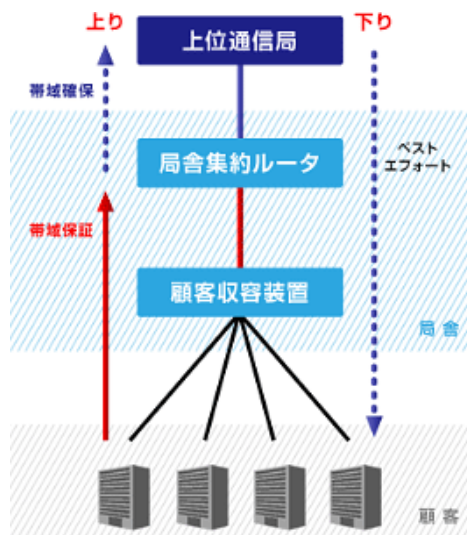 上り
上位通信局
下り
帯域確保
ベスト
エフォート
局舎集約ルータ
帯域保証
顧客収容装置
局舎
顧客